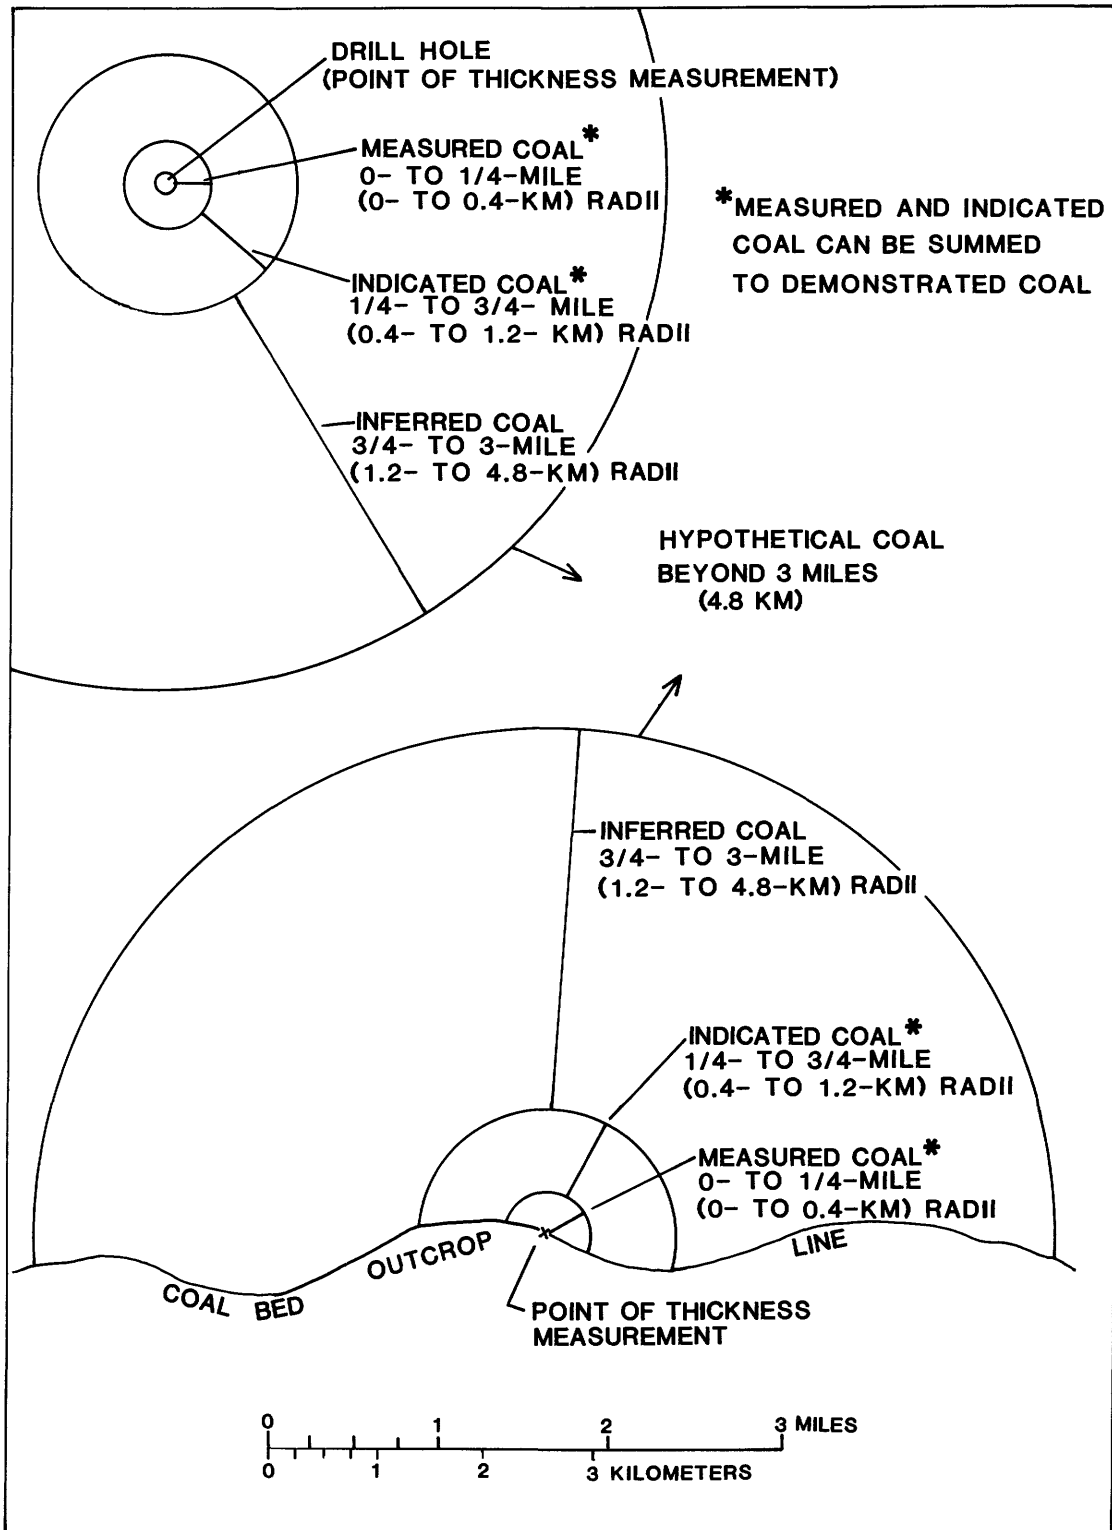 DRILL HOLE
(POINT OF THICKNESS MEASUREMENT)
MEASURED COAL*
0- TO 1/4-MILE
(0- TO 0.4-KM) RADII
*MEASURED AND INDICATED
COAL CAN BE SUMMED
TO DEMONSTRATED COAL
INDICATED COAL*
1/4- TO 3/4- MILE
(0.4- TO 1.2- KM) RADII
INFERRED COAL
3/4- TO 3-MILE
(1.2- TO 4.8-KM) RADII
HYPOTHETICAL COAL
BEYOND 3 MILES
(4.8 KM)
INFERRED COAL
3/4- TO 3-MILE
(1.2- TO 4.8-KM) RADII
INDICATED COAL*
1/4- TO 3/4-MILE
(0.4- TO 1.2-KM) RADII
MEASURED COAL*
0- TO 1/4-MILE
(0- TO 0.4-KM) RADII
COAL BED OUTCROP LINE
POINT OF THICKNESS
MEASUREMENT
0 1 2 3 MILES
0 1 2 3 KILOMETERS